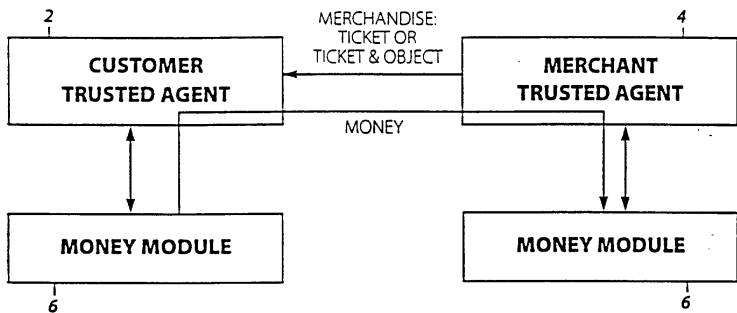 2
MERCHANDISE:
TICKET OR
TICKET & OBJECT
4
CUSTOMER
TRUSTED AGENT
MERCHANT
TRUSTED AGENT
MONEY
MONEY MODULE
MONEY MODULE
6
6